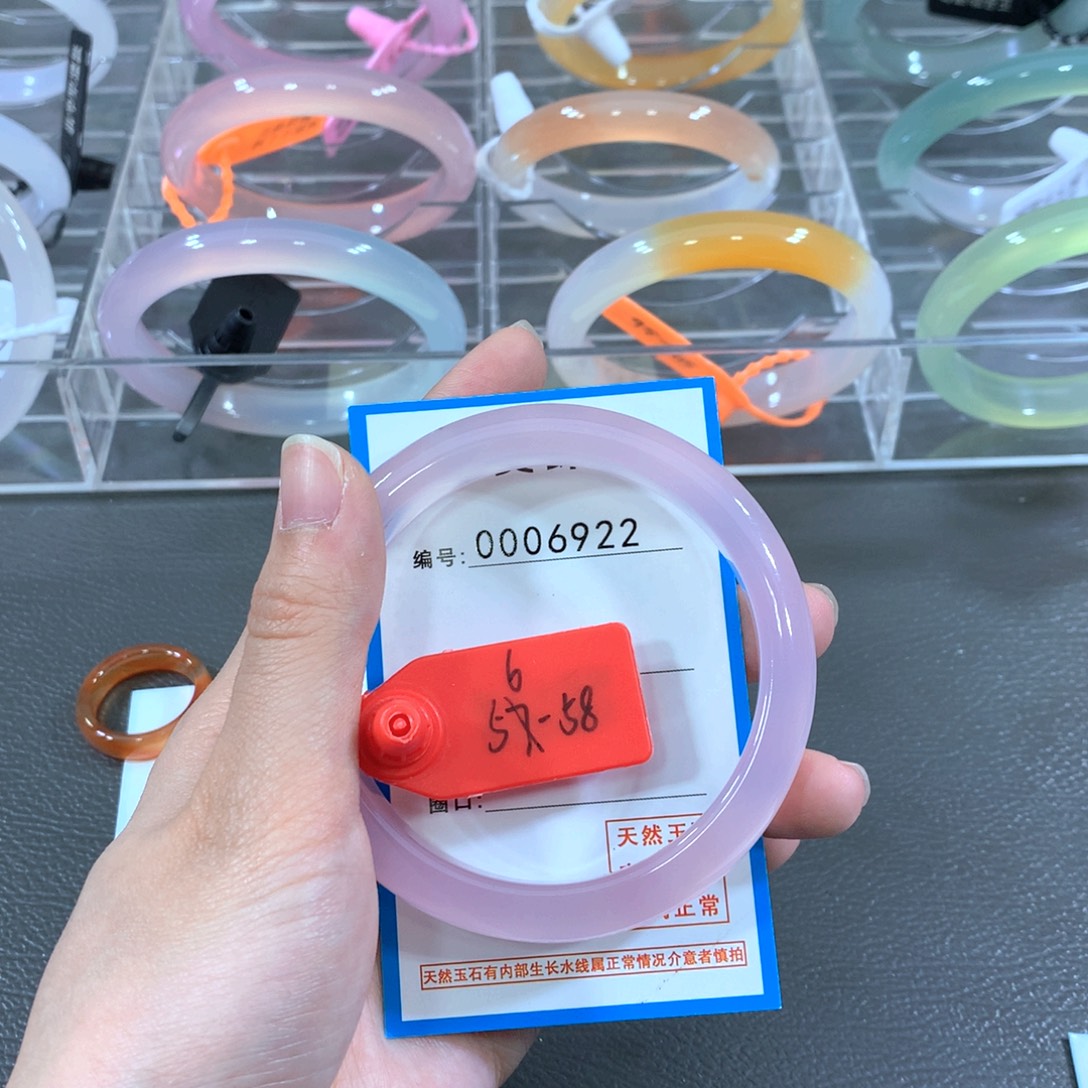 编号: 0006922
6
57-58
圈口:
天然玉
正常
天然玉石有内部生长水线属正常情况介意者慎拍